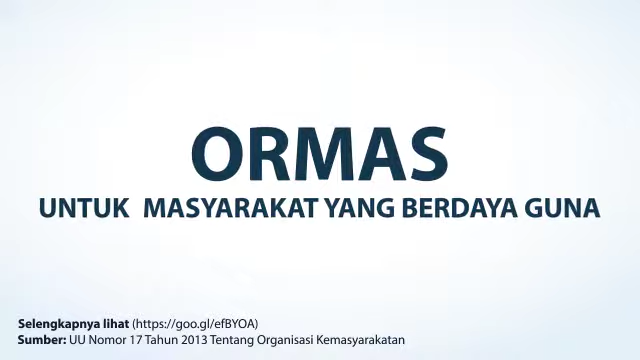 ORMAS
UNTUK MASYARAKAT YANG BERDAYA GUNA
Selengkapnya lihat (https://goo.gl/efBYOA)
Sumber: UU Nomor 17 Tahun 2013 Tentang Organisasi Kemasyarakatan